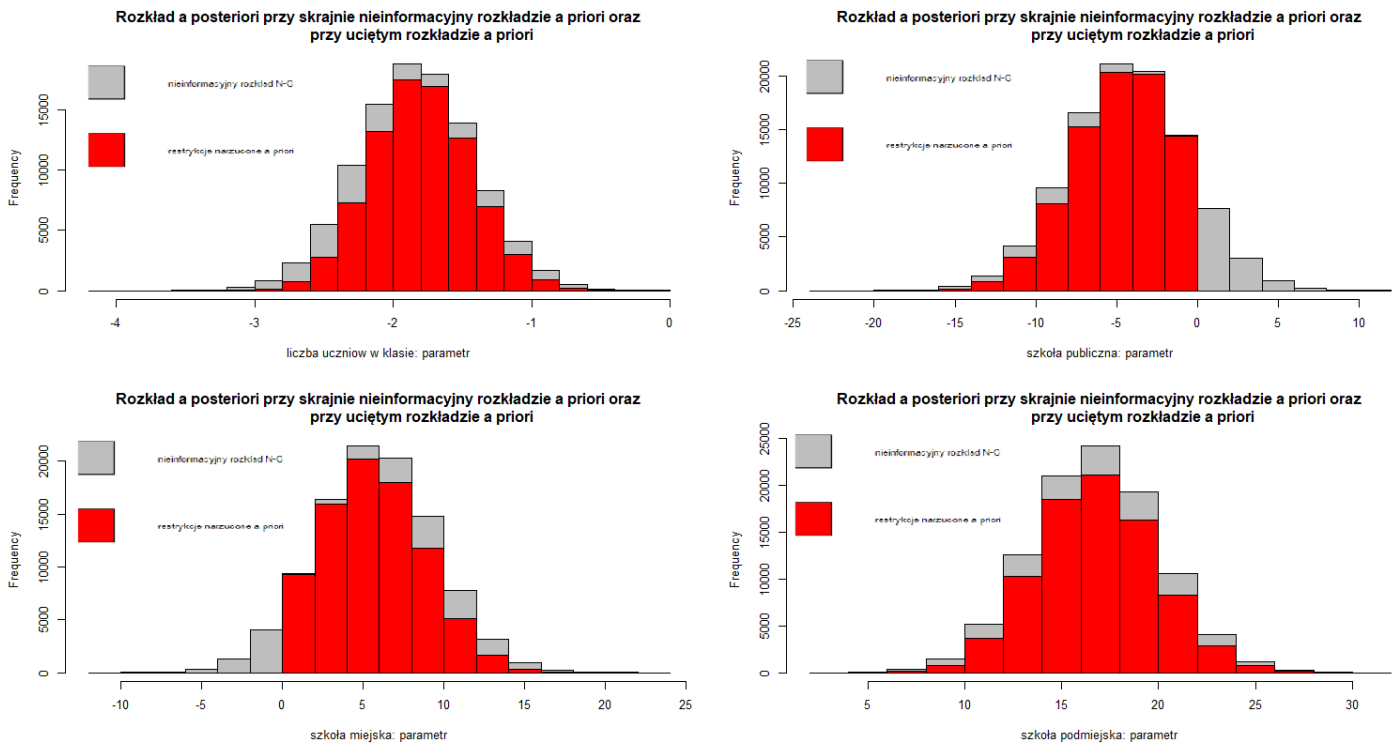 Rozkład a posteriori przy skrajnie nieinformacyjny rozkładzie a priori oraz
przy uciętym rozkładzie a priori
nieinformacyjny rozkład N-G
restrykcje narzucone a priori
Frequency
0
5000
10000
15000
-4
-3
-2
-1
0
liczba uczniow w klasie: parametr
Rozkład a posteriori przy skrajnie nieinformacyjny rozkładzie a priori oraz
przy uciętym rozkładzie a priori
nieinformacyjny rozkład N-G
restrykcje narzucone a priori
Frequency
0
5000
10000
15000
20000
-25
-20
-15
-10
-5
0
5
10
szkoła publiczna: parametr
Rozkład a posteriori przy skrajnie nieinformacyjny rozkładzie a priori oraz
przy uciętym rozkładzie a priori
nieinformacyjny rozkład N-G
restrykcje narzucone a priori
Frequency
0
5000
10000
15000
20000
-10
-5
0
5
10
15
20
25
szkoła miejska: parametr
Rozkład a posteriori przy skrajnie nieinformacyjny rozkładzie a priori oraz
przy uciętym rozkładzie a priori
nieinformacyjny rozkład N-G
restrykcje narzucone a priori
Frequency
0
5000
10000
15000
20000
25000
5
10
15
20
25
30
szkoła podmiejska: parametr